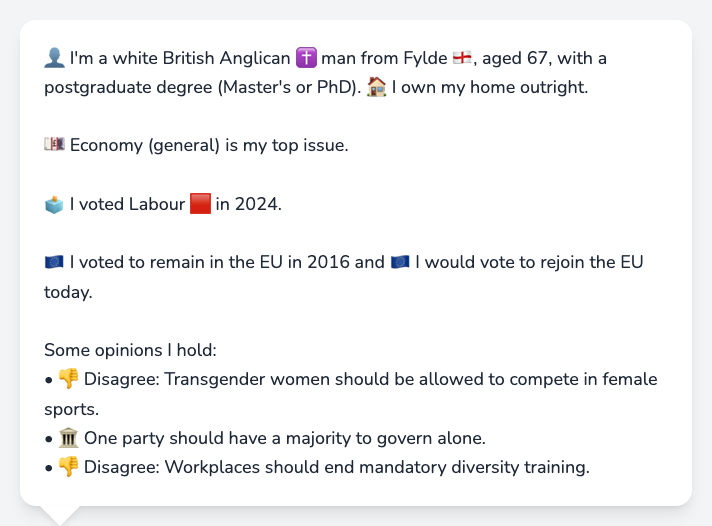 👤 I'm a white British Anglican ✝️ man from Fylde 🏴󠁧󠁢󠁥󠁮󠁧󠁿, aged 67, with a
postgraduate degree (Master's or PhD). 🏠 I own my home outright.
💷 Economy (general) is my top issue.
🗳️ I voted Labour 🟥 in 2024.
🇪🇺 I voted to remain in the EU in 2016 and 🇪🇺 I would vote to rejoin the EU
today.
Some opinions I hold:
• 👎 Disagree: Transgender women should be allowed to compete in female
sports.
• 🏛️ One party should have a majority to govern alone.
• 👎 Disagree: Workplaces should end mandatory diversity training.